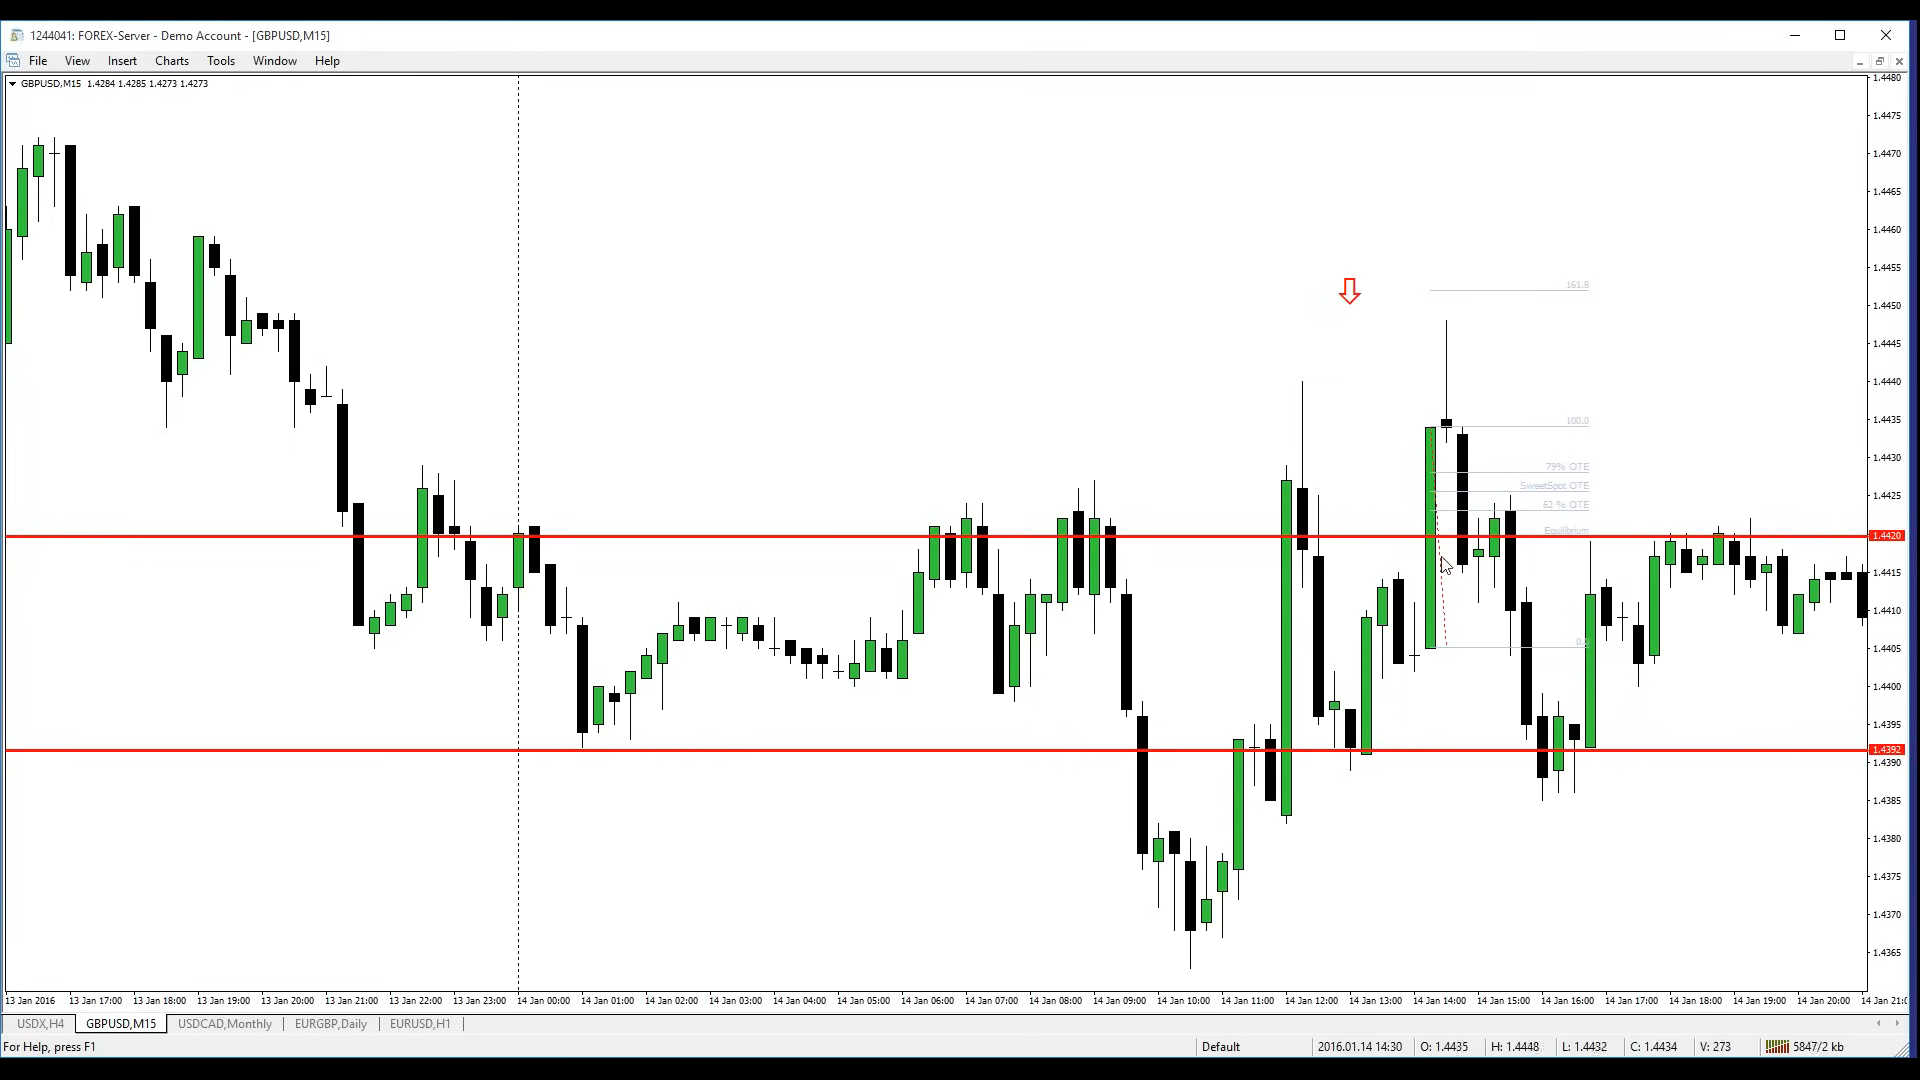 1244041: FOREX-Server - Demo Account - [GBPUSD,M15]
File View Insert Charts Tools Window Help
GBPUSD,M15 1.4284 1.4285 1.4273 1.4273
1.4480
1.4475
1.4470
1.4465
1.4460
1.4455
161.8
1.4450
1.4445
1.4440
1.4435
100.0
1.4430
79% OTE
SweetSpot OTE
1.4425
62 % OTE
Equilibrium
1.4420
1.4415
1.4410
1.4405
1.4400
1.4395
1.4392
1.4390
1.4385
1.4380
1.4375
1.4370
1.4365
13 Jan 2016 13 Jan 17:00 13 Jan 18:00 13 Jan 19:00 13 Jan 20:00 13 Jan 21:00 13 Jan 22:00 13 Jan 23:00 14 Jan 00:00 14 Jan 01:00 14 Jan 02:00 14 Jan 03:00 14 Jan 04:00 14 Jan 05:00 14 Jan 06:00 14 Jan 07:00 14 Jan 08:00 14 Jan 09:00 14 Jan 10:00 14 Jan 11:00 14 Jan 12:00 14 Jan 13:00 14 Jan 14:00 14 Jan 15:00 14 Jan 16:00 14 Jan 17:00 14 Jan 18:00 14 Jan 19:00 14 Jan 20:00 14 Jan
USDX,H4 GBPUSD,M15 USDCAD,Monthly EURGBP,Daily EURUSD,H1
For Help, press F1 Default 2016.01.14 14:30 O: 1.4435 H: 1.4448 L: 1.4432 C: 1.4434 V: 273 5847/2 kb